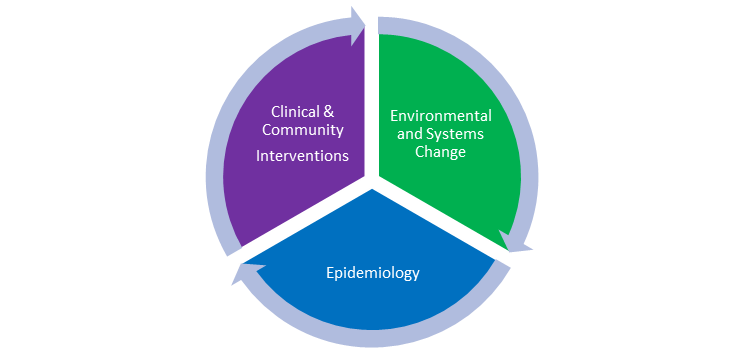 Clinical &
Community
Interventions
Environmental
and Systems
Change
Epidemiology